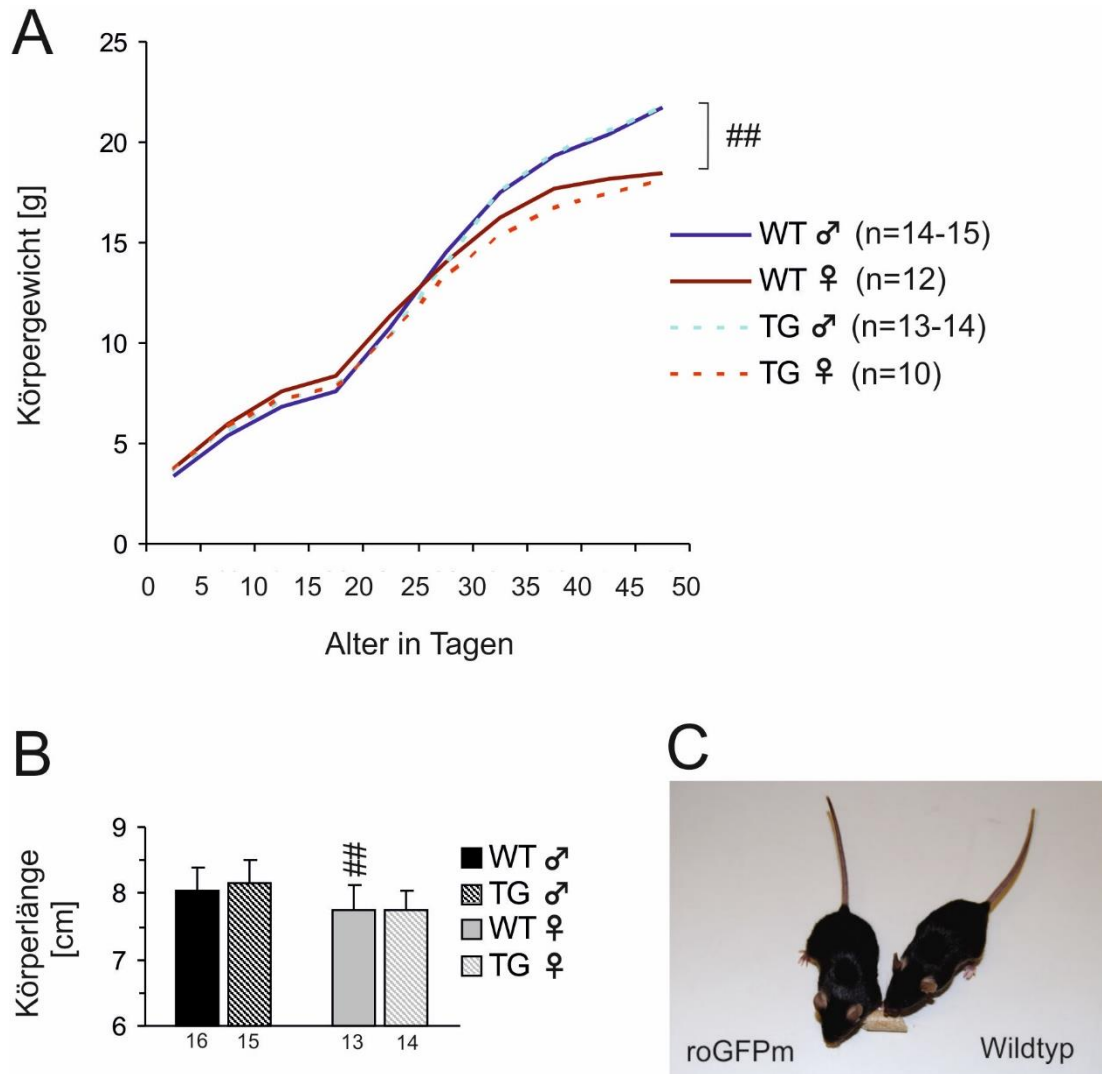 A
25
20
15
10
5
0
Körpergewicht [g]
0 5 10 15 20 25 30 35 40 45 50
Alter in Tagen
##
WT ♂ (n=14-15)
WT ♀ (n=12)
TG ♂ (n=13-14)
TG ♀ (n=10)
B
9
8
7
6
Körperlänge
[cm]
##
16 15 13 14
WT ♂
TG ♂
WT ♀
TG ♀
C
roGFPm
Wildtyp